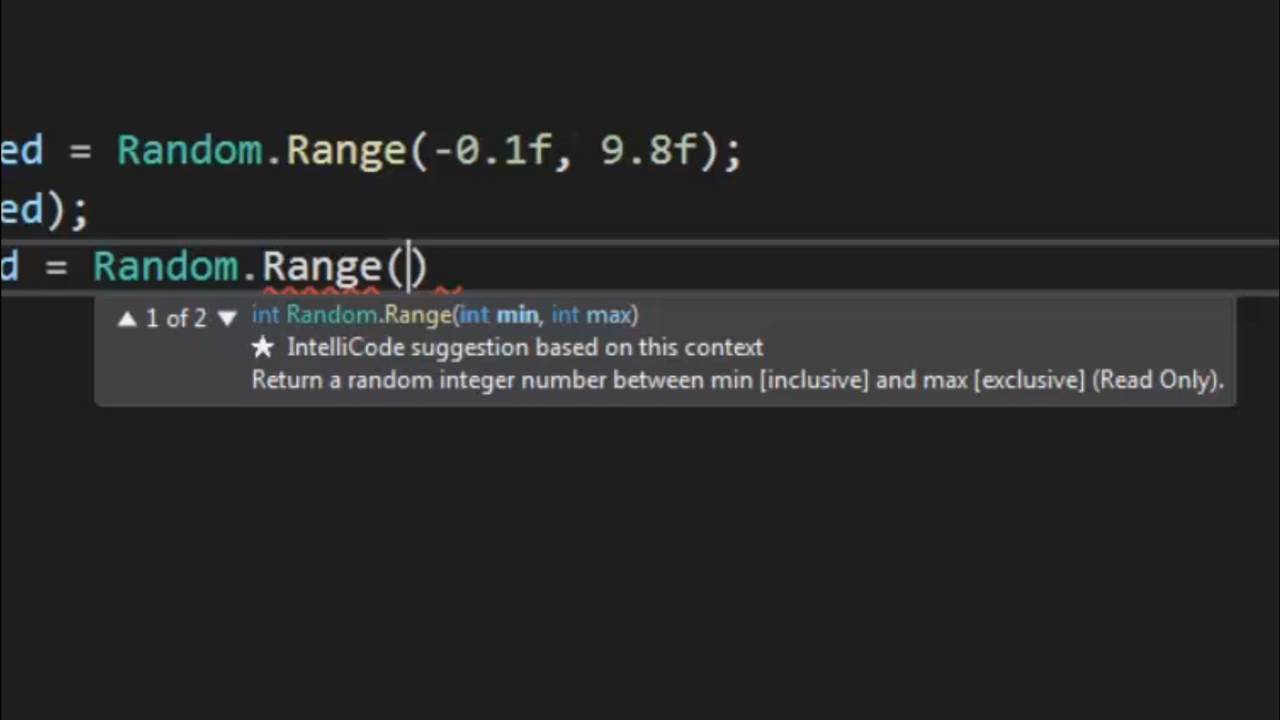 ed = Random.Range(-0.1f, 9.8f);
ed);
d = Random.Range()
▲ 1 of 2 ▼ int Random.Range(int min, int max)
★ IntelliCode suggestion based on this context
Return a random integer number between min [inclusive] and max [exclusive] (Read Only).